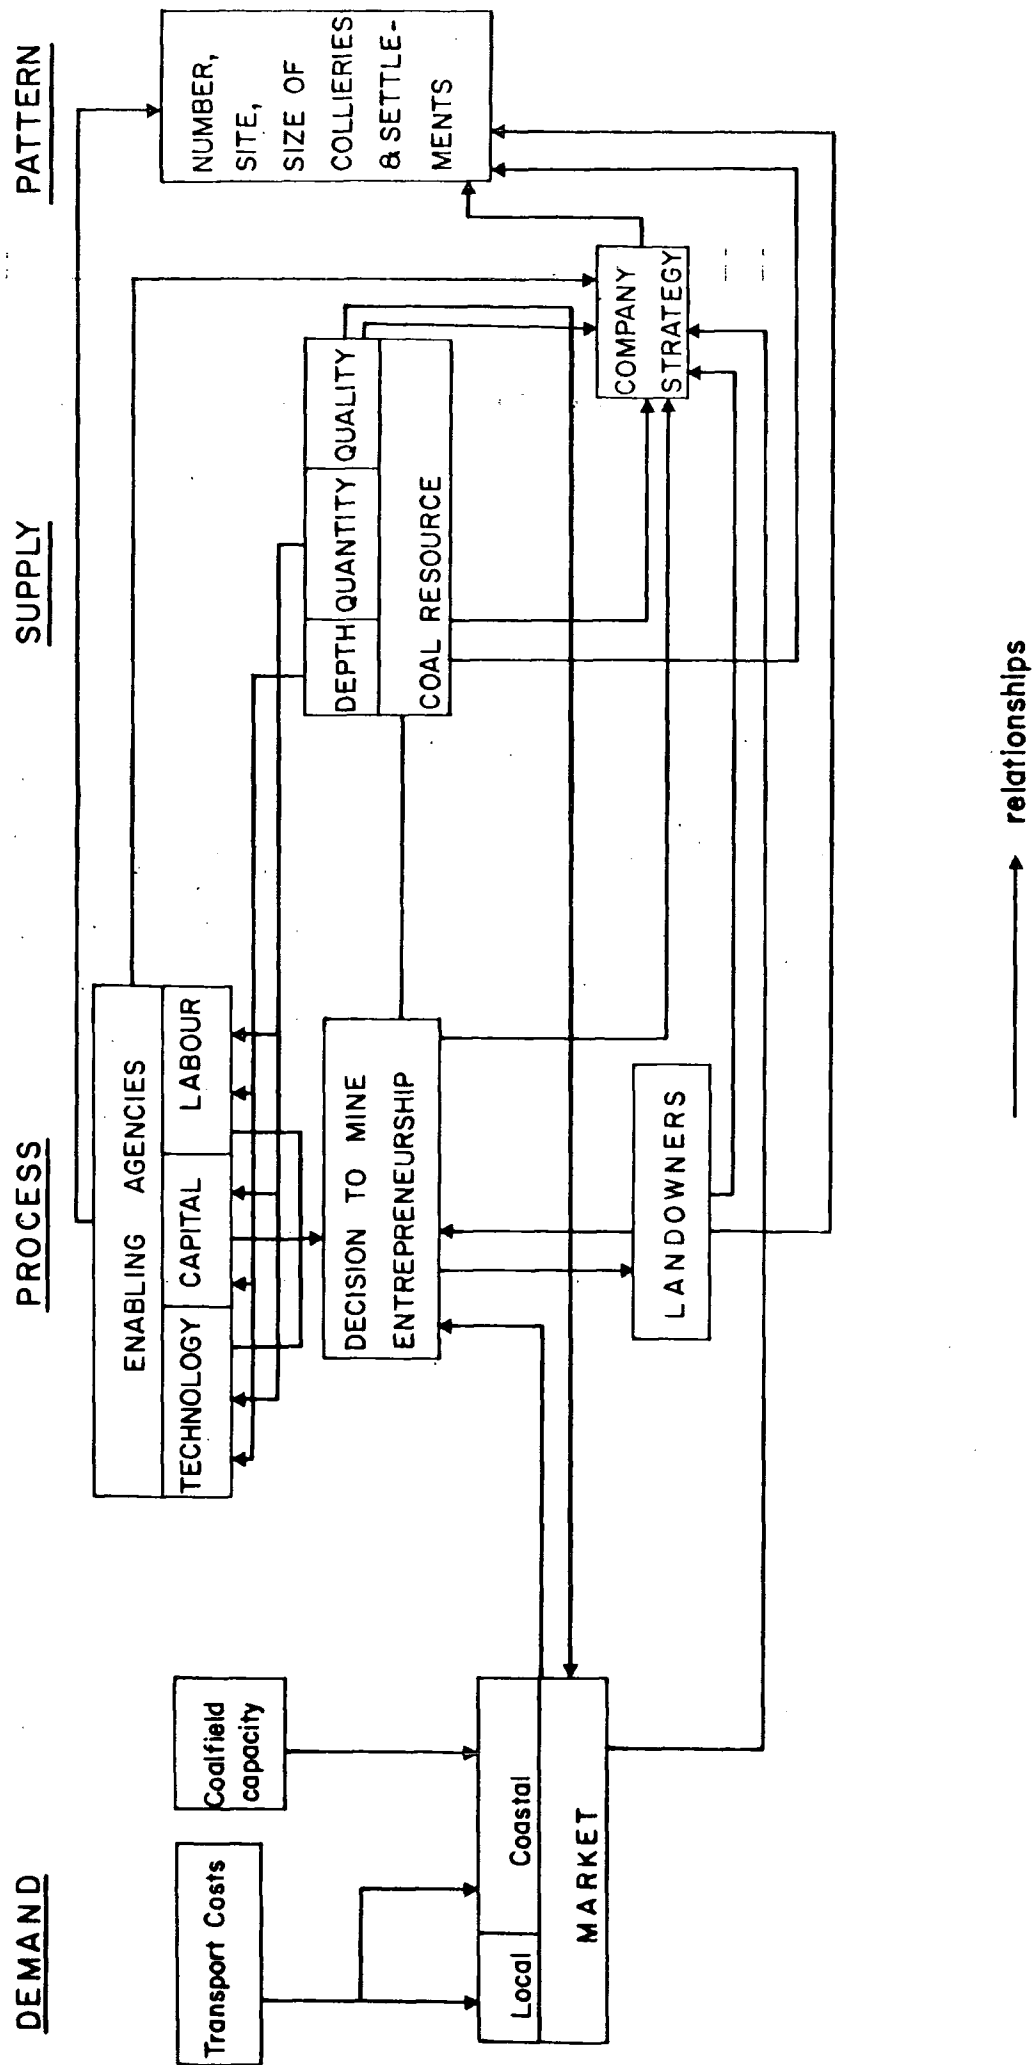 DEMAND
PROCESS
SUPPLY
PATTERN
Transport Costs
Coalfield
capacity
Local
Coastal
MARKET
ENABLING AGENCIES
TECHNOLOGY
CAPITAL
LABOUR
DECISION TO MINE
ENTREPRENEURSHIP
LANDOWNERS
DEPTH
QUANTITY
QUALITY
COAL RESOURCE
COMPANY
STRATEGY
NUMBER,
SITE,
SIZE OF
COLLIERIES
& SETTLE-
MENTS
relationships